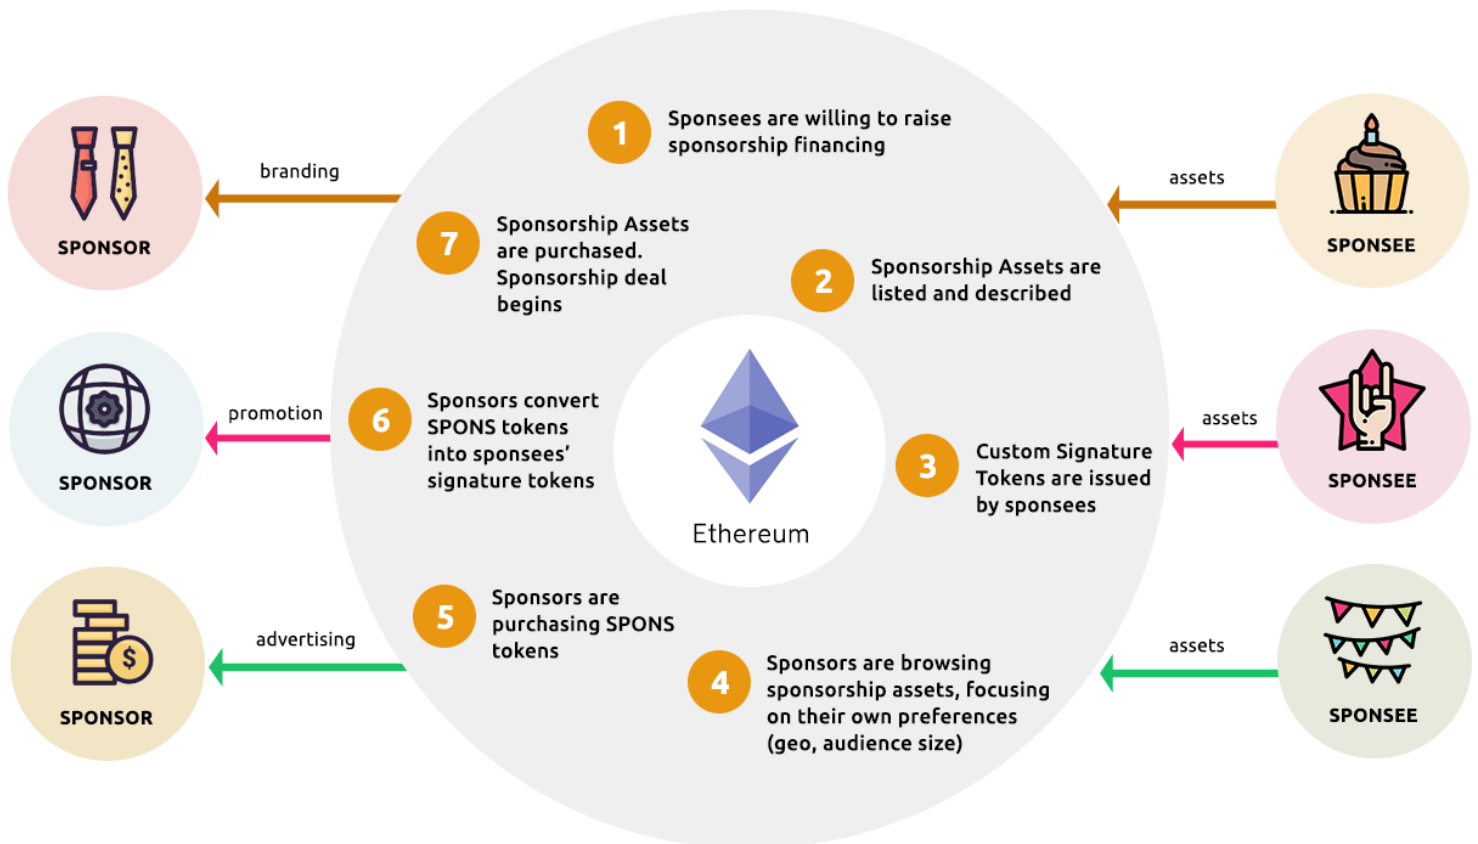 1
Sponsees are willing to raise
sponsorship financing
2
Sponsorship Assets are
listed and described
3
Custom Signature
Tokens are issued
by sponsees
4
Sponsors are browsing
sponsorship assets, focusing
on their own preferences
(geo, audience size)
5
Sponsors are
purchasing SPONS
tokens
6
Sponsors convert
SPONS tokens
into sponsees’
signature tokens
7
Sponsorship Assets
are purchased.
Sponsorship deal
begins
Ethereum
branding
SPONSOR
promotion
SPONSOR
advertising
$
SPONSOR
assets
SPONSEE
assets
SPONSEE
assets
SPONSEE